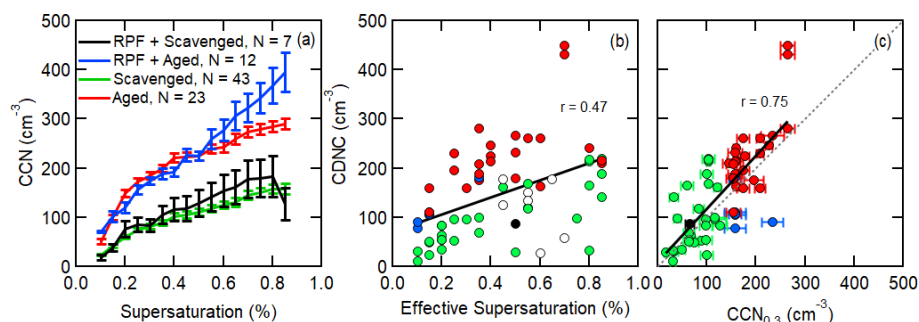 500
400
300
200
100
0
CCN (cm⁻³)
RPF + Scavenged, N = 7
(a)
RPF + Aged, N = 12
Scavenged, N = 43
Aged, N = 23
0.0 0.2 0.4 0.6 0.8 1.0
Supersaturation (%)
500
400
300
200
100
0
CDNC (cm⁻³)
(b)
r = 0.47
0.0 0.2 0.4 0.6 0.8 1.0
Effective Supersaturation (%)
(c)
r = 0.75
0 100 200 300 400 500
CCN₀.₃ (cm⁻³)